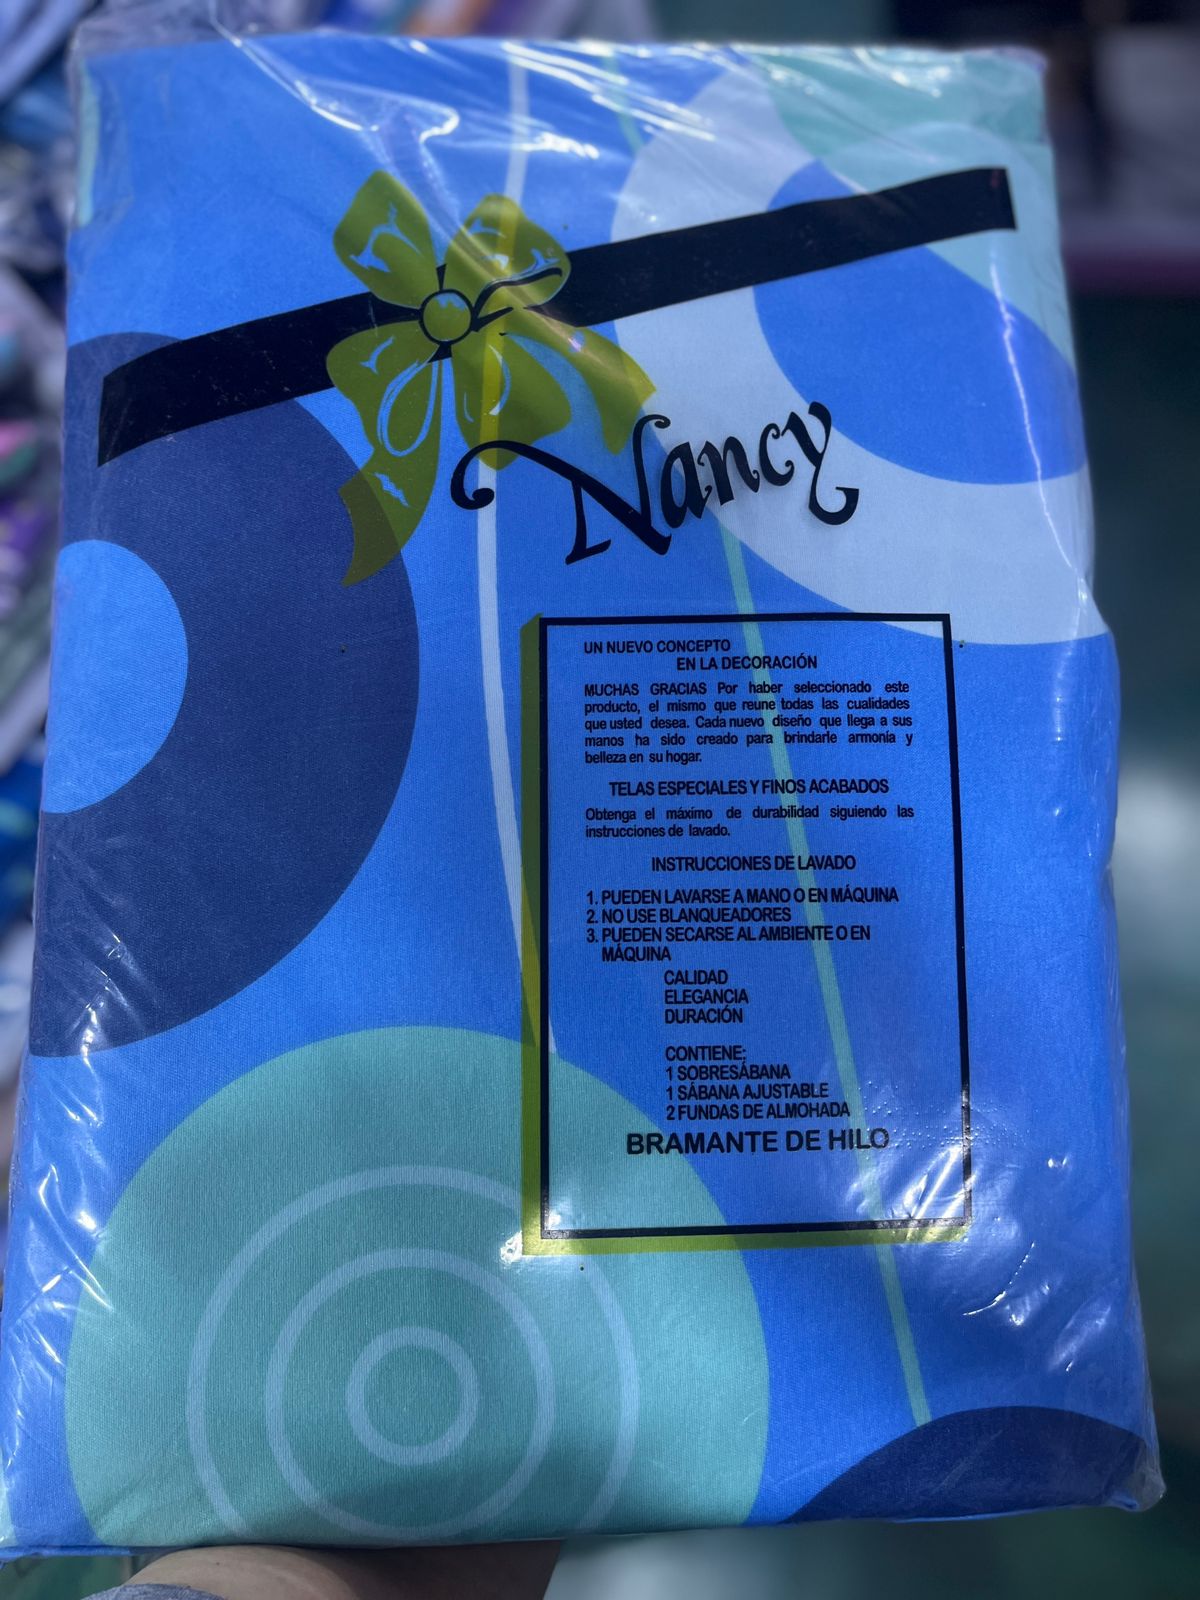 Nancy
UN NUEVO CONCEPTO
EN LA DECORACIÓN
MUCHAS GRACIAS Por haber seleccionado este
producto, el mismo que reune todas las cualidades
que usted desea. Cada nuevo diseño que llega a sus
manos ha sido creado para brindarle armonía y
belleza en su hogar.
TELAS ESPECIALES Y FINOS ACABADOS
Obtenga el máximo de durabilidad siguiendo las
instrucciones de lavado.
INSTRUCCIONES DE LAVADO
1. PUEDEN LAVARSE A MANO O EN MÁQUINA
2. NO USE BLANQUEADORES
3. PUEDEN SECARSE AL AMBIENTE O EN
MÁQUINA
CALIDAD
ELEGANCIA
DURACIÓN
CONTIENE:
1 SOBRESÁBANA
1 SÁBANA AJUSTABLE
2 FUNDAS DE ALMOHADA
BRAMANTE DE HILO